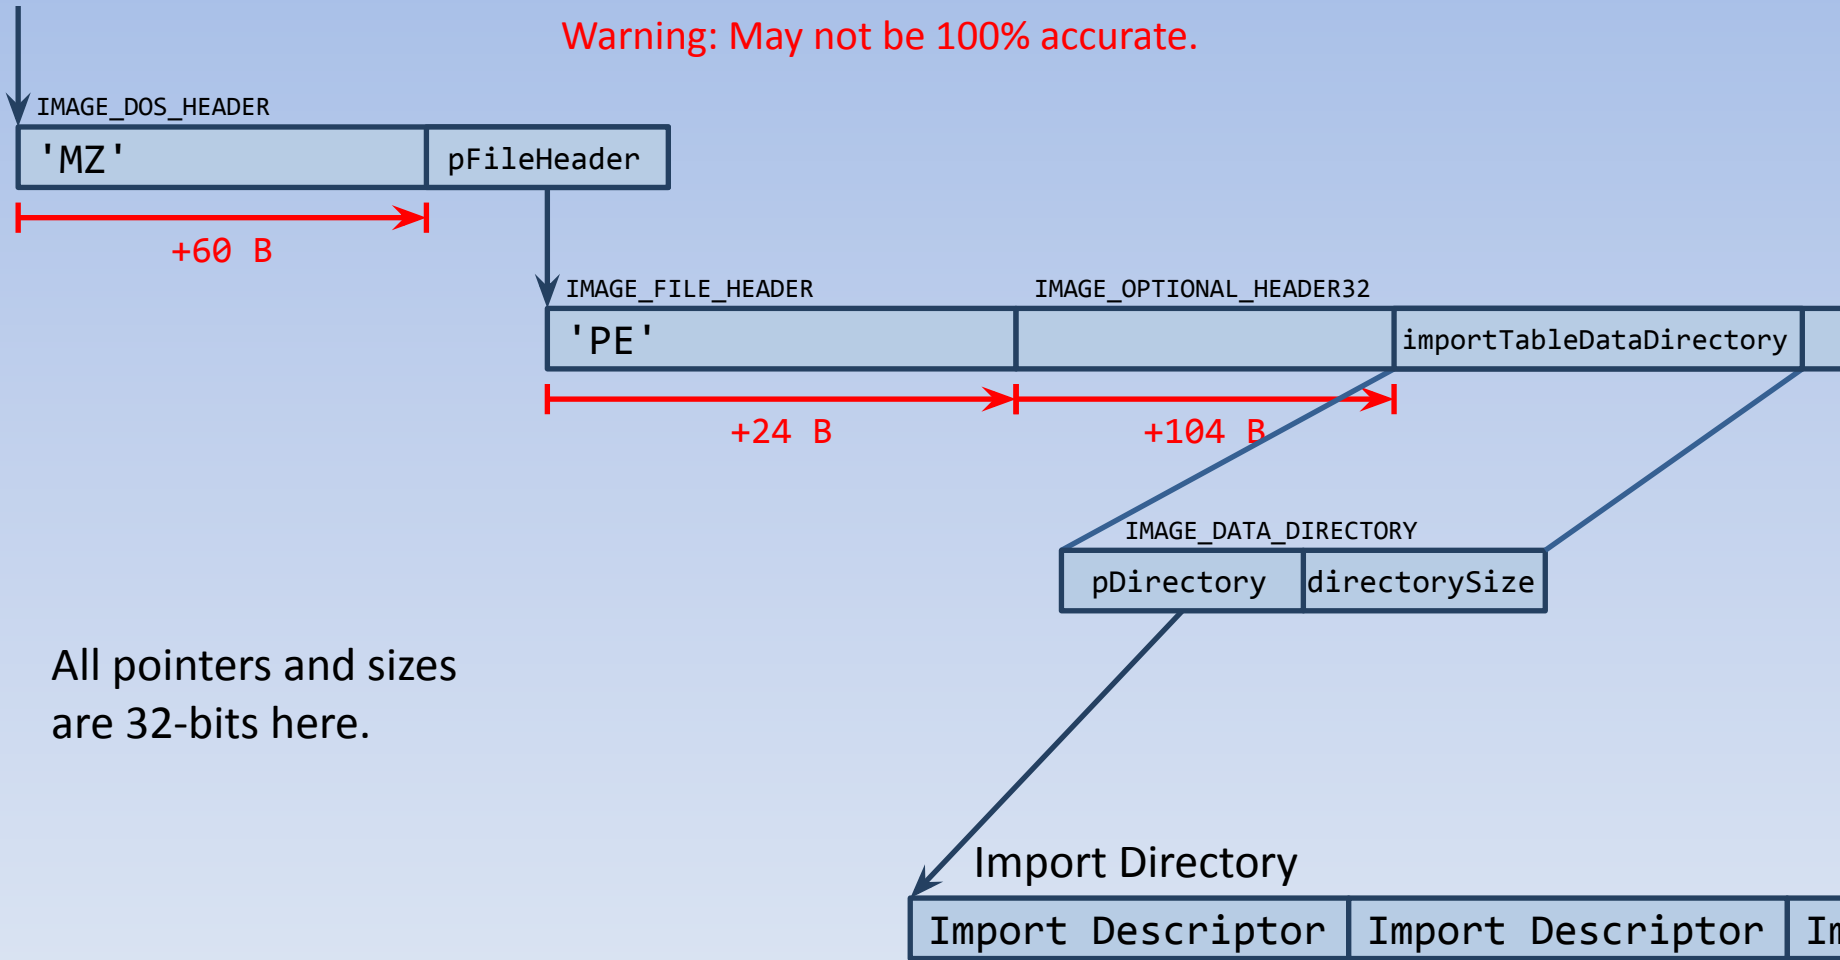 Warning: May not be 100% accurate.
IMAGE_DOS_HEADER
'MZ' pFileHeader
+60 B
IMAGE_FILE_HEADER IMAGE_OPTIONAL_HEADER32
'PE' importTableDataDirectory
+24 B +104 B
IMAGE_DATA_DIRECTORY
pDirectory directorySize
All pointers and sizes
are 32-bits here.
Import Directory
Import Descriptor Import Descriptor